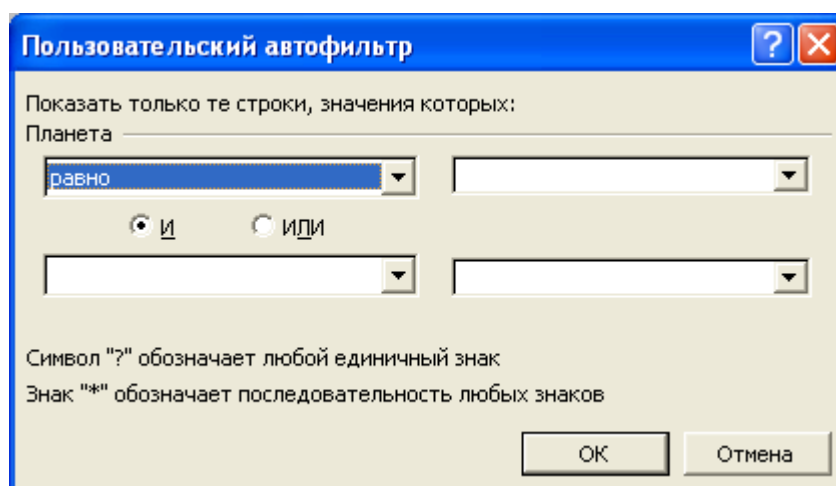 Пользовательский автофильтр
Показать только те строки, значения которых:
Планета
равно
И ИЛИ
Символ "?" обозначает любой единичный знак
Знак "*" обозначает последовательность любых знаков
ОК Отмена